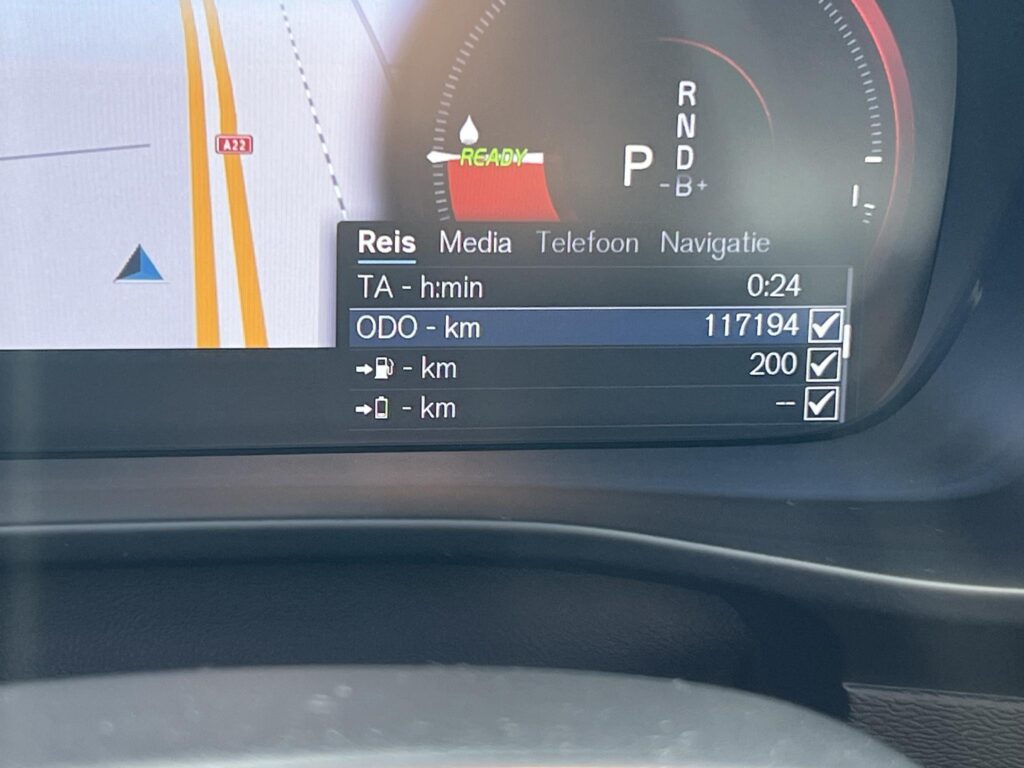 A22
READY
R
N
P D
- B +
Reis Media Telefoon Navigatie
TA - h:min 0:24
ODO - km 117194
- km 200
- km --